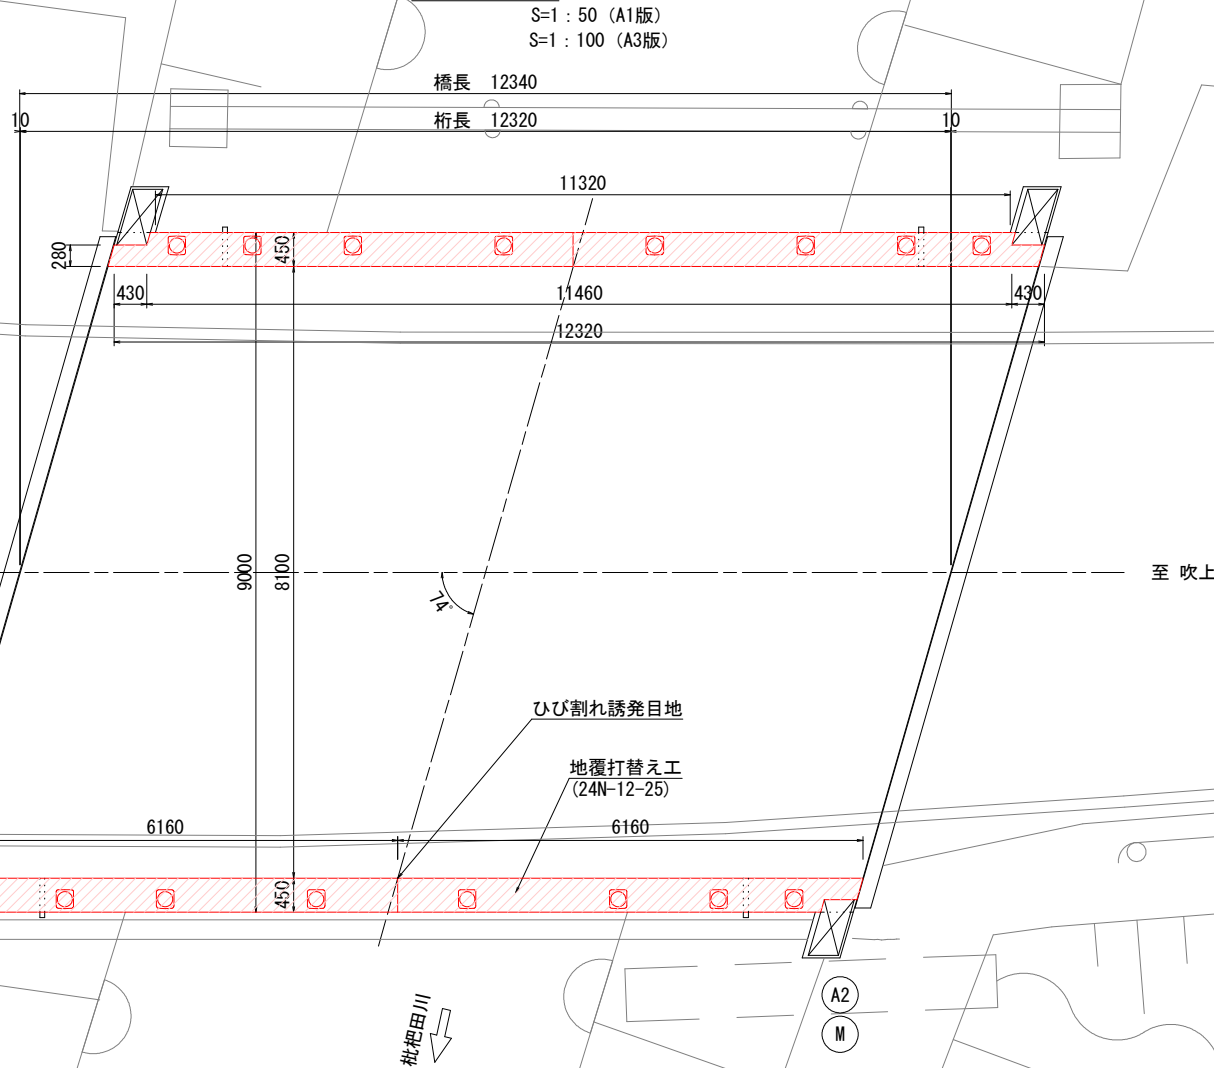 S=1：50（A1版）
S=1：100（A3版）
橋長　12340
10
桁長　12320
10
11320
280
450
430
11460
430
12320
9000
8100
74°
至 吹上
ひび割れ誘発目地
地覆打替え工
(24N-12-25)
6160
6160
450
A2
M
枇杷田川